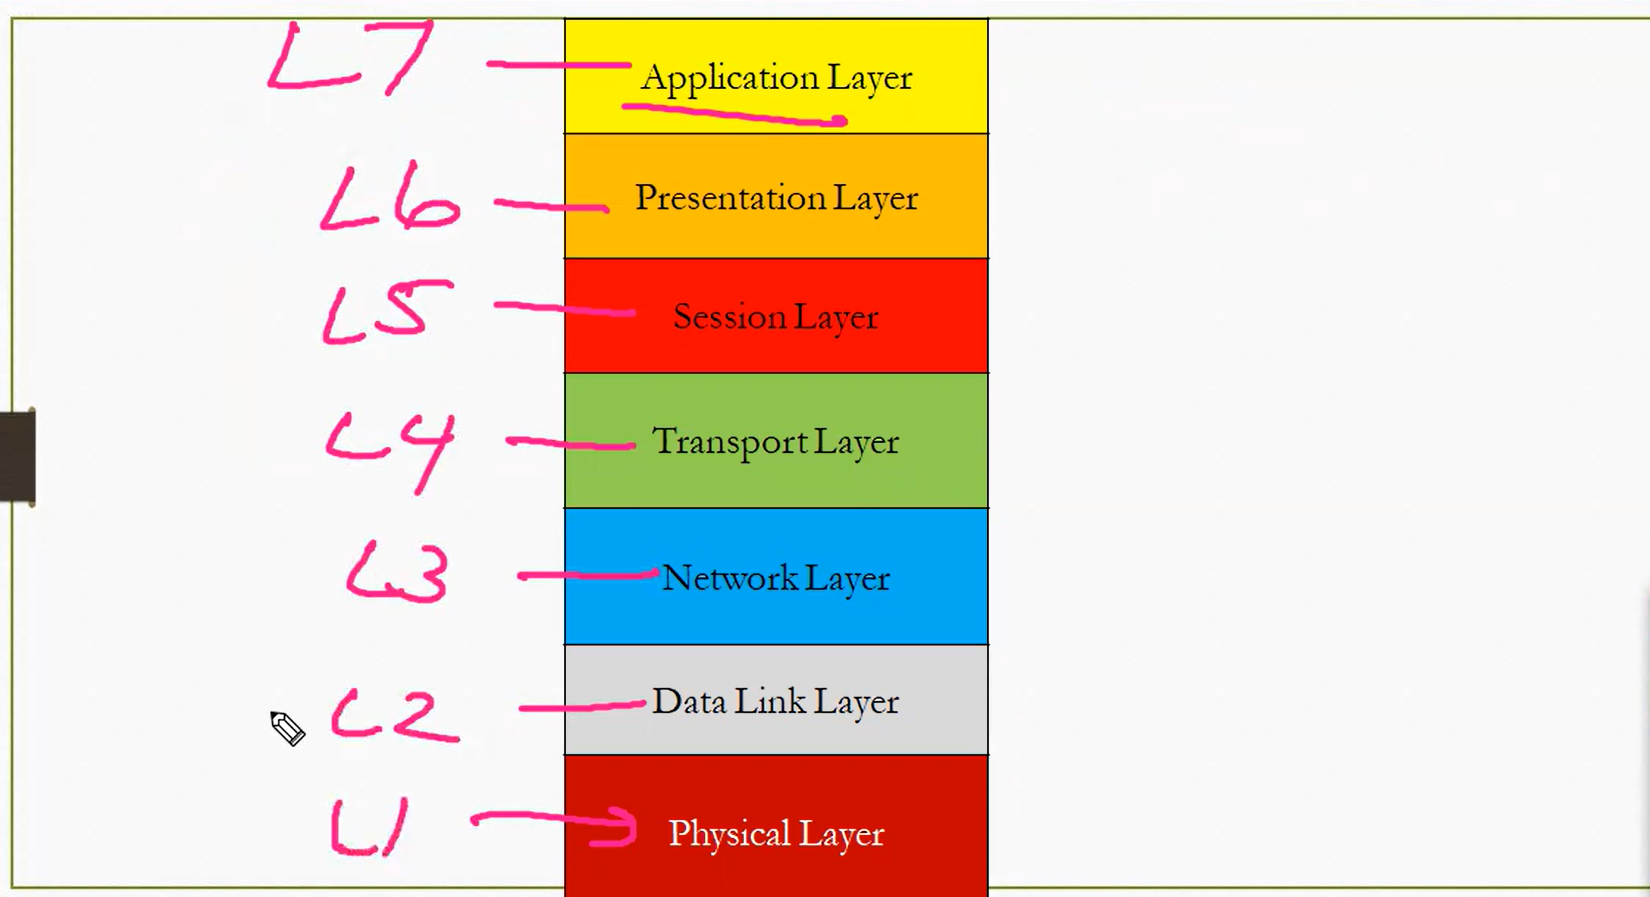 L7 Application Layer
L6 Presentation Layer
L5 Session Layer
L4 Transport Layer
L3 Network Layer
L2 Data Link Layer
L1 Physical Layer